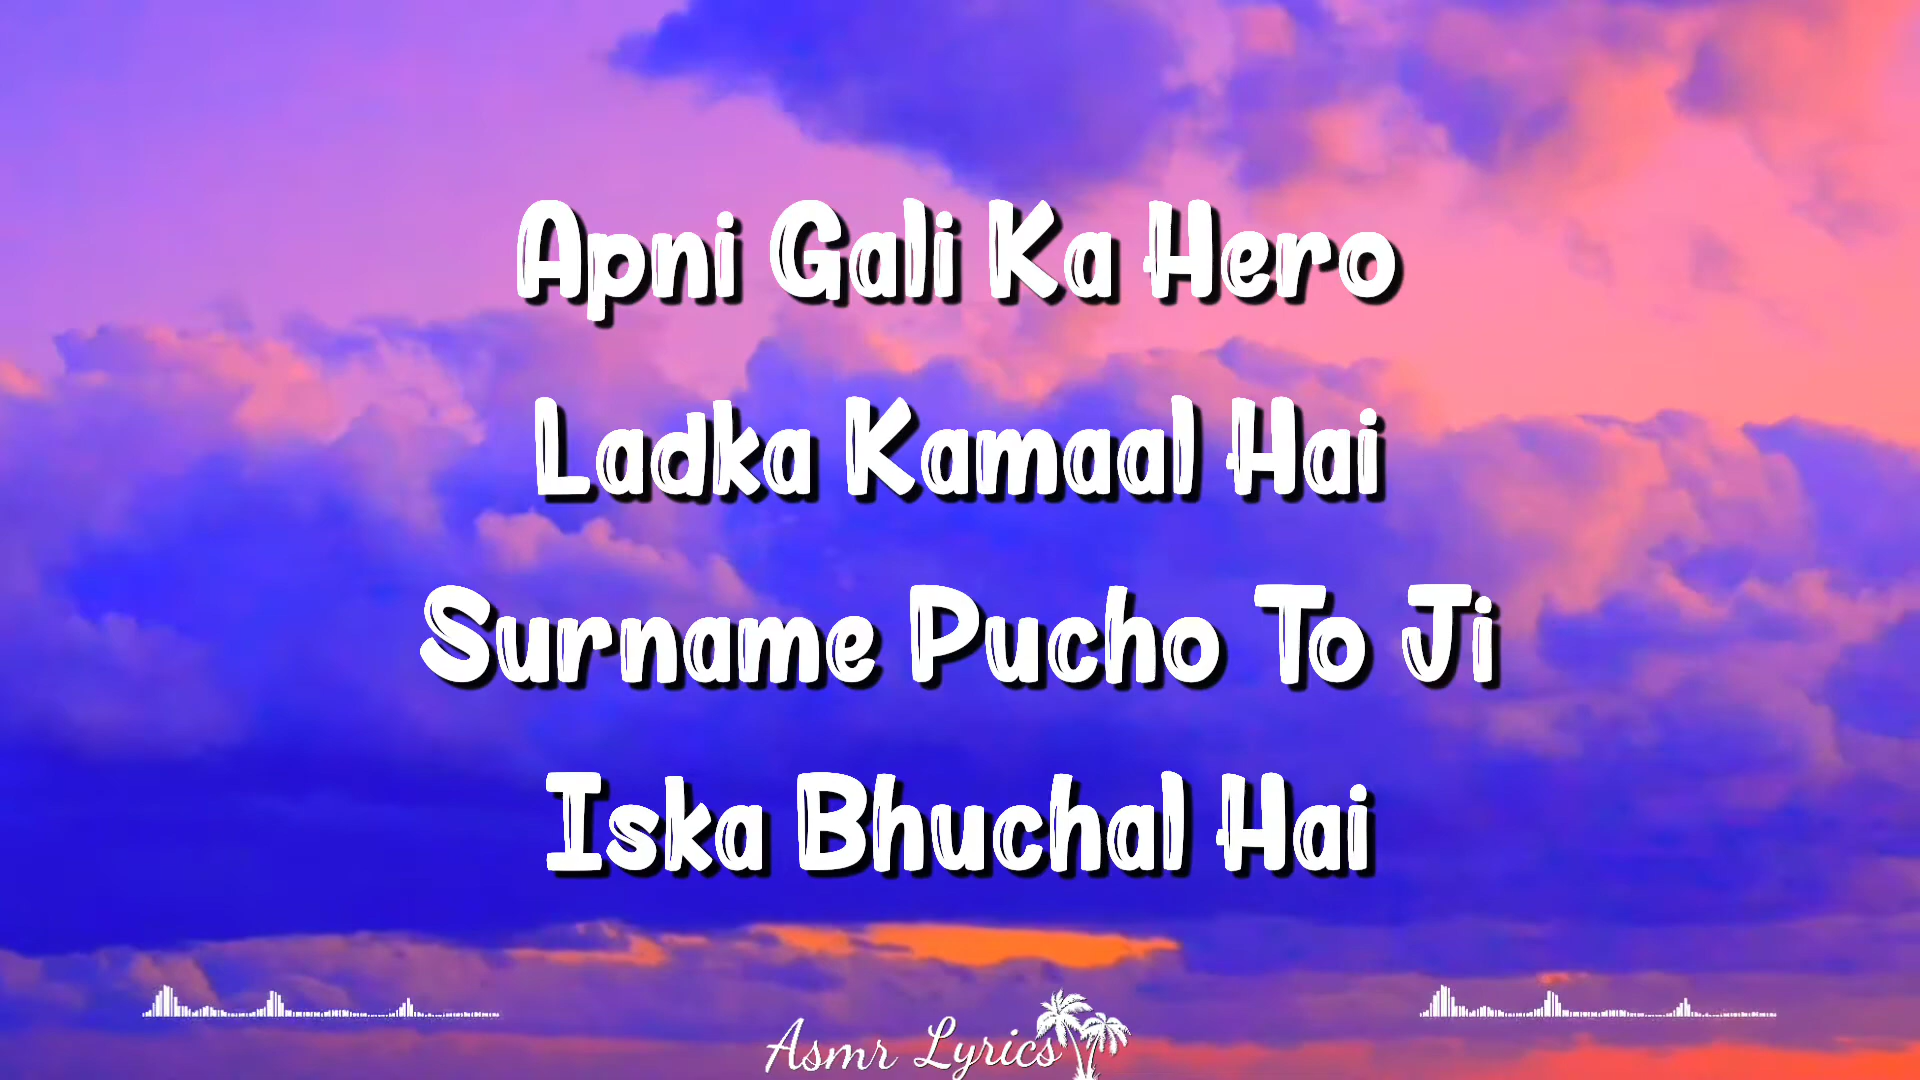 Apni Gali Ka Hero
Ladka Kamaal Hai
Surname Pucho To Ji
Iska Bhuchal Hai
Asmr Lyrics